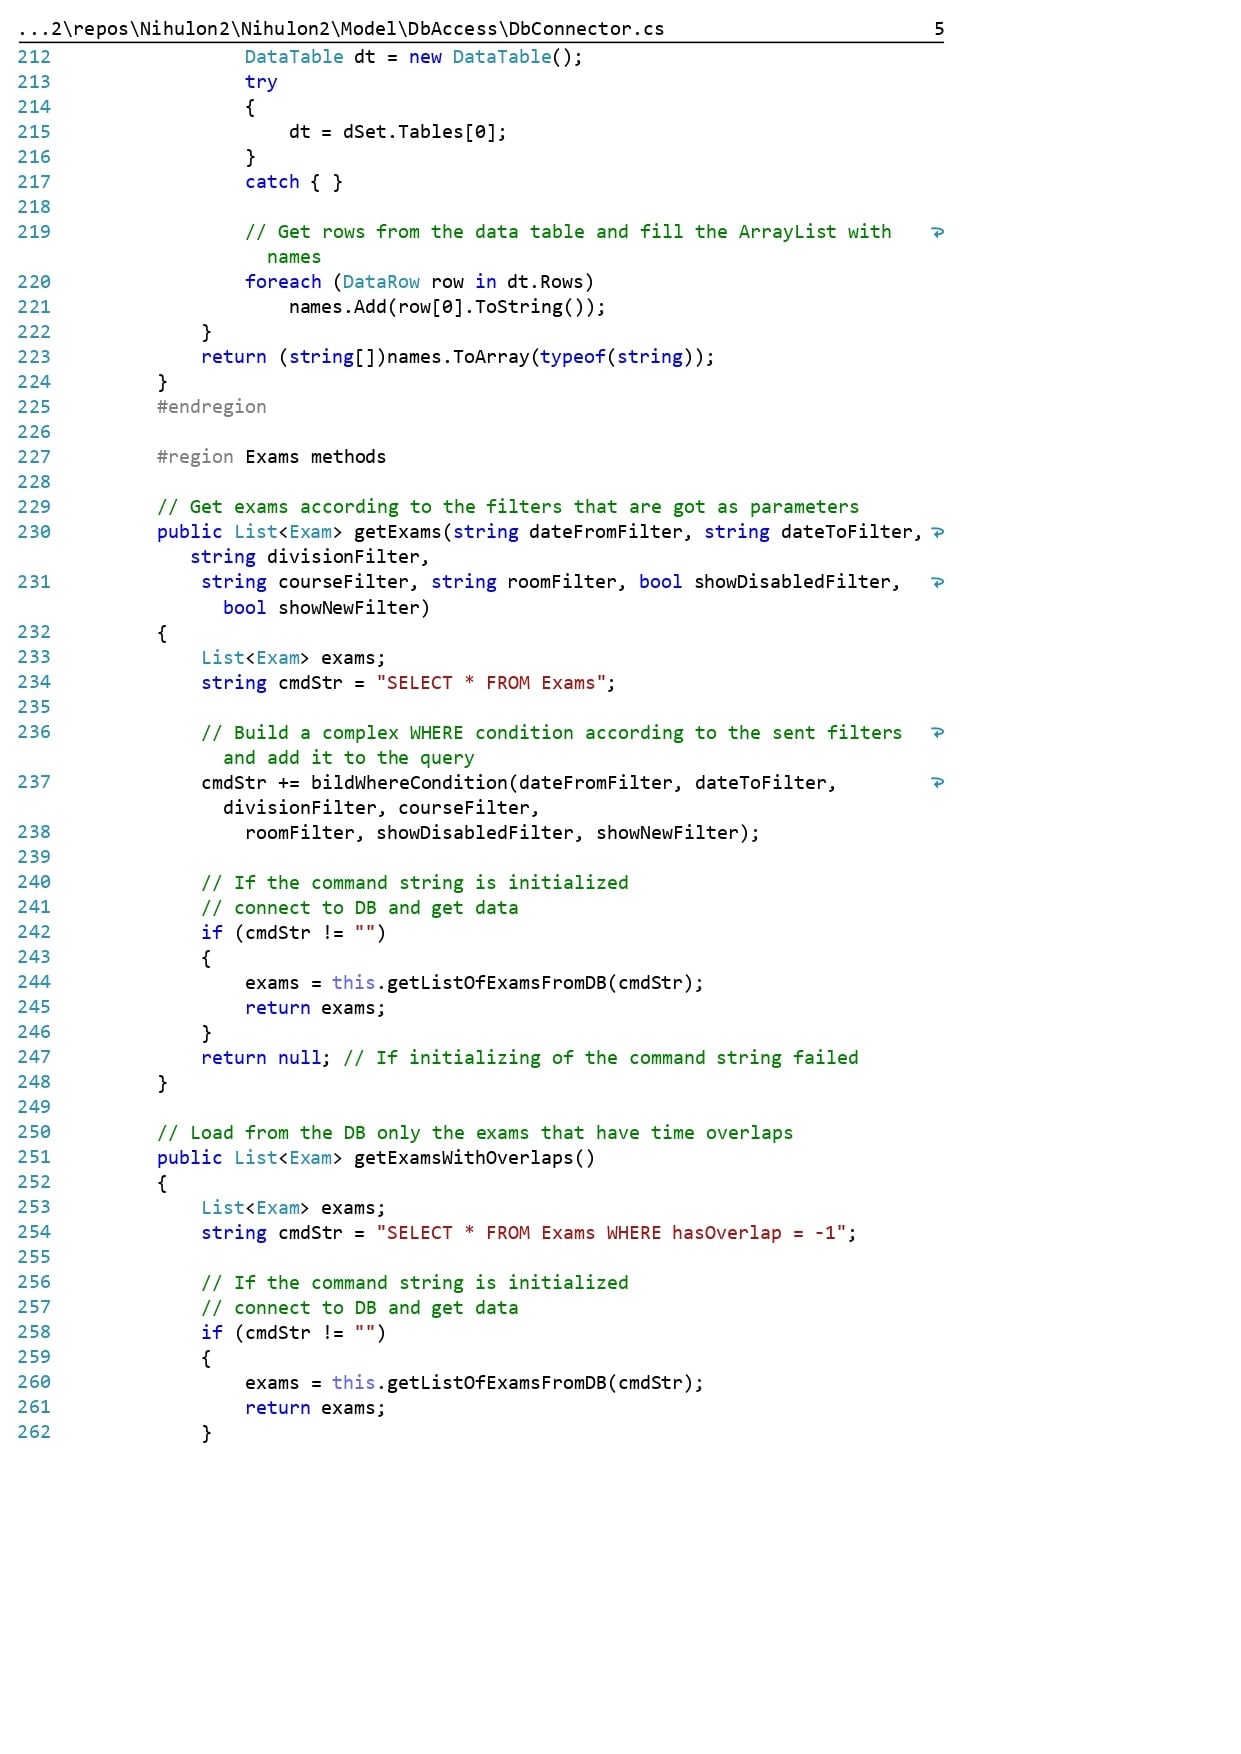 ...2\repos\Nihulon2\Nihulon2\Model\DbAccess\DbConnector.cs 5
212 DataTable dt = new DataTable();
213 try
214 {
215 dt = dSet.Tables[0];
216 }
217 catch { }
218
219 // Get rows from the data table and fill the ArrayList with
names
220 foreach (DataRow row in dt.Rows)
221 names.Add(row[0].ToString());
222 }
223 return (string[])names.ToArray(typeof(string));
224 }
225 #endregion
226
227 #region Exams methods
228
229 // Get exams according to the filters that are got as parameters
230 public List<Exam> getExams(string dateFromFilter, string dateToFilter,
string divisionFilter,
231 string courseFilter, string roomFilter, bool showDisabledFilter,
bool showNewFilter)
232 {
233 List<Exam> exams;
234 string cmdStr = "SELECT * FROM Exams";
235
236 // Build a complex WHERE condition according to the sent filters
and add it to the query
237 cmdStr += bildWhereCondition(dateFromFilter, dateToFilter,
divisionFilter, courseFilter,
238 roomFilter, showDisabledFilter, showNewFilter);
239
240 // If the command string is initialized
241 // connect to DB and get data
242 if (cmdStr != "")
243 {
244 exams = this.getListOfExamsFromDB(cmdStr);
245 return exams;
246 }
247 return null; // If initializing of the command string failed
248 }
249
250 // Load from the DB only the exams that have time overlaps
251 public List<Exam> getExamsWithOverlaps()
252 {
253 List<Exam> exams;
254 string cmdStr = "SELECT * FROM Exams WHERE hasOverlap = -1";
255
256 // If the command string is initialized
257 // connect to DB and get data
258 if (cmdStr != "")
259 {
260 exams = this.getListOfExamsFromDB(cmdStr);
261 return exams;
262 }